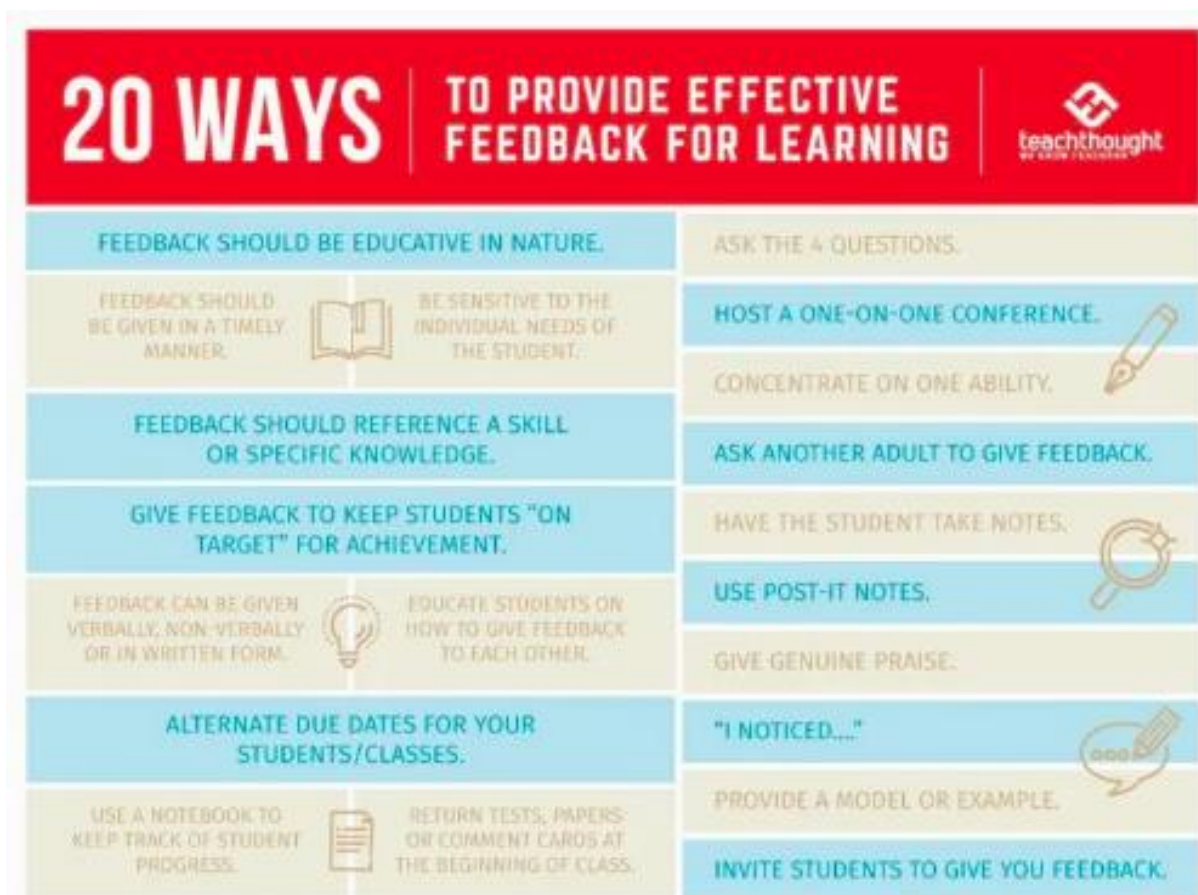 20 WAYS
TO PROVIDE EFFECTIVE
FEEDBACK FOR LEARNING
teachthought
FEEDBACK SHOULD BE EDUCATIVE IN NATURE.
FEEDBACK SHOULD
BE GIVEN IN A TIMELY
MANNER.
BE SENSITIVE TO THE
INDIVIDUAL NEEDS OF
THE STUDENT.
FEEDBACK SHOULD REFERENCE A SKILL
OR SPECIFIC KNOWLEDGE.
GIVE FEEDBACK TO KEEP STUDENTS "ON
TARGET" FOR ACHIEVEMENT.
FEEDBACK CAN BE GIVEN
VERBALLY, NON-VERBALLY
OR IN WRITTEN FORM.
EDUCATE STUDENTS ON
HOW TO GIVE FEEDBACK
TO EACH OTHER.
ALTERNATE DUE DATES FOR YOUR
STUDENTS/CLASSES.
USE A NOTEBOOK TO
KEEP TRACK OF STUDENT
PROGRESS.
RETURN TESTS, PAPERS
OR COMMENT CARDS AT
THE BEGINNING OF CLASS.
ASK THE 4 QUESTIONS.
HOST A ONE-ON-ONE CONFERENCE.
CONCENTRATE ON ONE ABILITY.
ASK ANOTHER ADULT TO GIVE FEEDBACK.
HAVE THE STUDENT TAKE NOTES.
USE POST-IT NOTES.
GIVE GENUINE PRAISE.
"I NOTICED...."
PROVIDE A MODEL OR EXAMPLE.
INVITE STUDENTS TO GIVE YOU FEEDBACK.